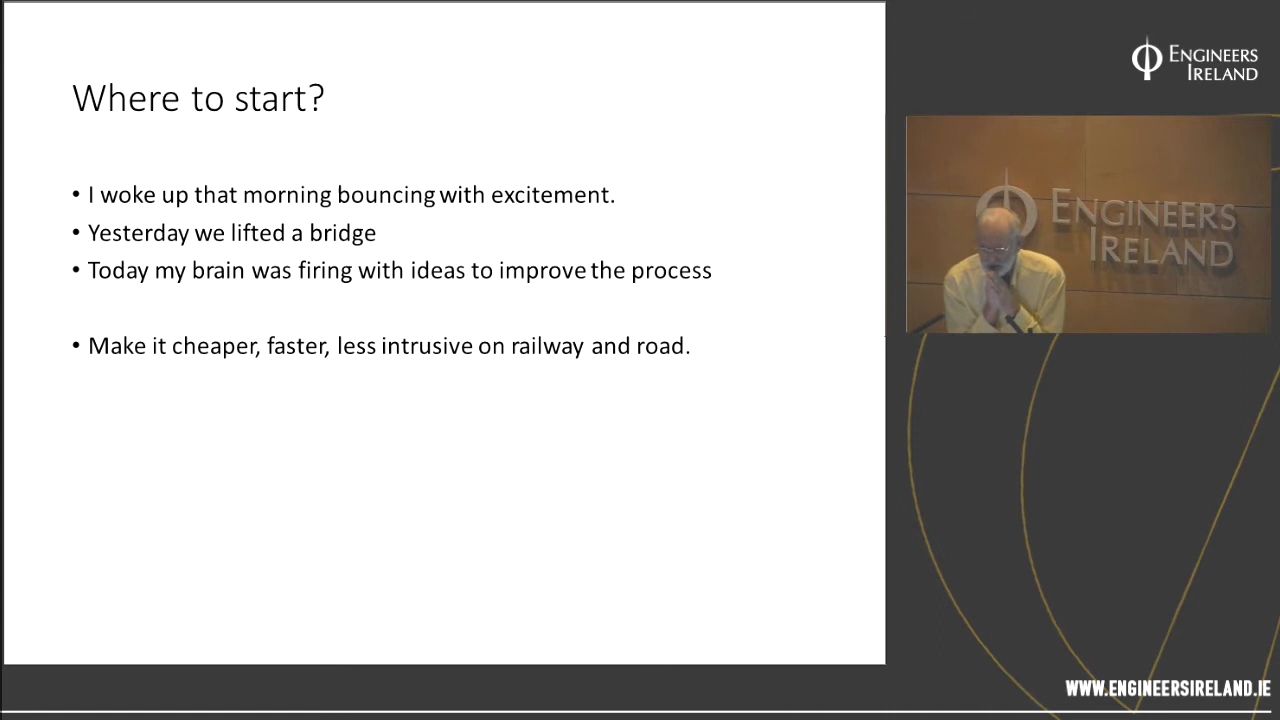 Where to start?
• I woke up that morning bouncing with excitement.
• Yesterday we lifted a bridge
• Today my brain was firing with ideas to improve the process
• Make it cheaper, faster, less intrusive on railway and road.
ENGINEERS
IRELAND
ENGINEERS
IRELAND
WWW.ENGINEERSIRELAND.IE